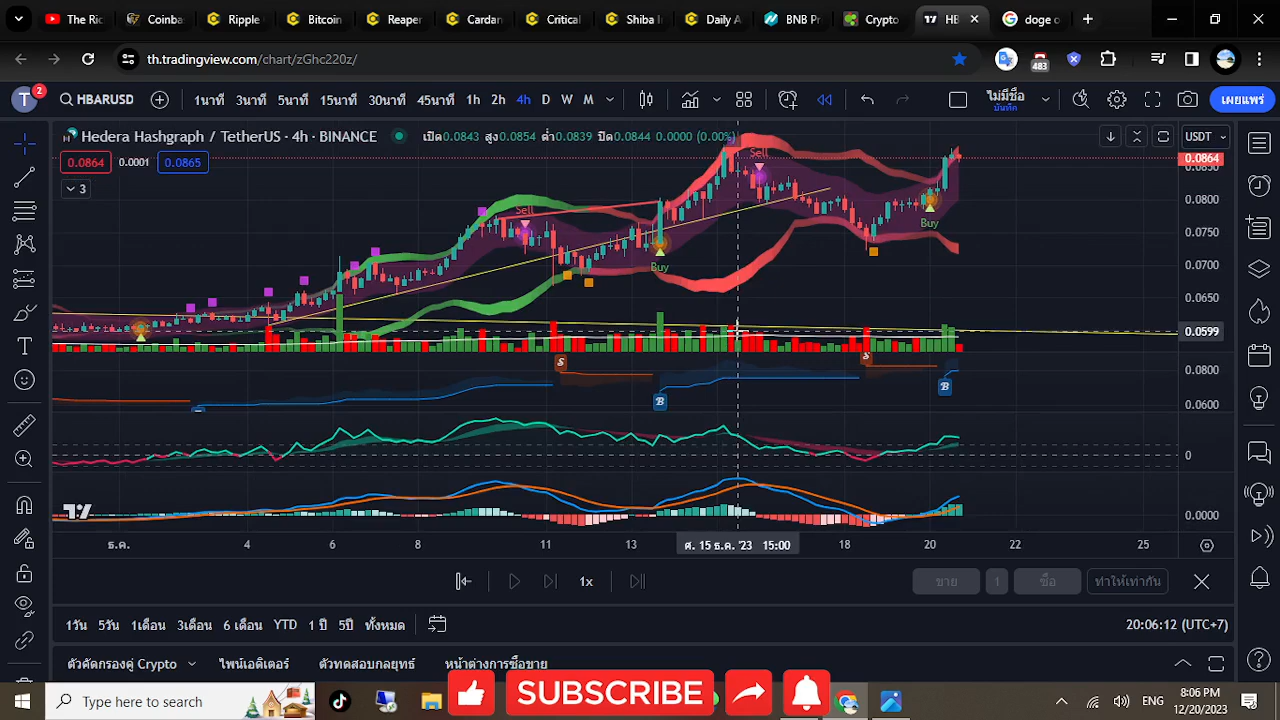 The Ric
Coinba
Ripple
Bitcoin
Reaper
Cardan
Critical
Shiba I
Daily A
BNB Pr
Crypto
HB
doge c
th.tradingview.com/chart/zGhc220z/
483
T
2
HBARUSD
1นาที
3นาที
5นาที
15นาที
30นาที
45นาที
1h
2h
4h
D
W
M
ไม่มีชื่อ
บันทึก
เผยแพร่
Hedera Hashgraph / TetherUS · 4h · BINANCE
เปิด0.0843 สูง0.0854 ต่ำ0.0839 ปิด0.0844 0.0000 (0.00%)
USDT
0.0864
0.0001
0.0865
0.0864
0.0850
3
Sell
Sell
Buy
Buy
0.0800
0.0750
0.0700
0.0650
0.0599
S
S
B
B
0.0800
0.0600
0
0.0000
ธ.ค.
4
6
8
11
13
ศ. 15 ธ.ค. '23 15:00
18
20
22
25
1x
ขาย
1
ซื้อ
ทำให้เท่ากัน
1วัน
5วัน
1เดือน
3เดือน
6 เดือน
YTD
1 ปี
5ปี
ทั้งหมด
20:06:12 (UTC+7)
ตัวคัดกรองคู่ Crypto
ไพน์เอดิเตอร์
ตัวทดสอบกลยุทธ์
หน้าต่างการซื้อขาย
SUBSCRIBE
Type here to search
ENG
8:06 PM
12/20/2023